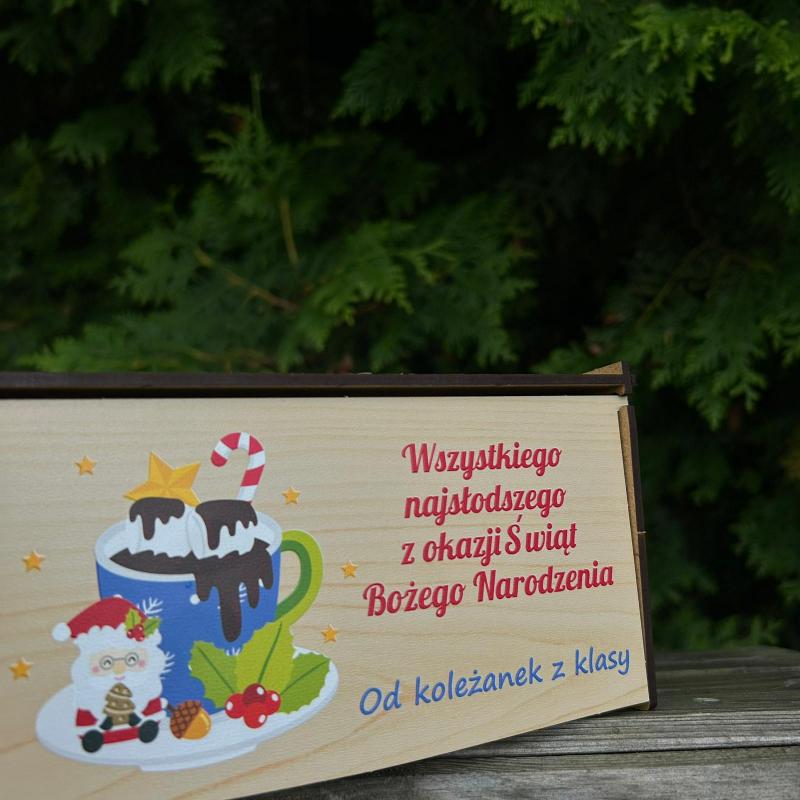 Wszystkiego
najsłodszego
z okazji Świąt
Bożego Narodzenia
Od koleżanek z klasy